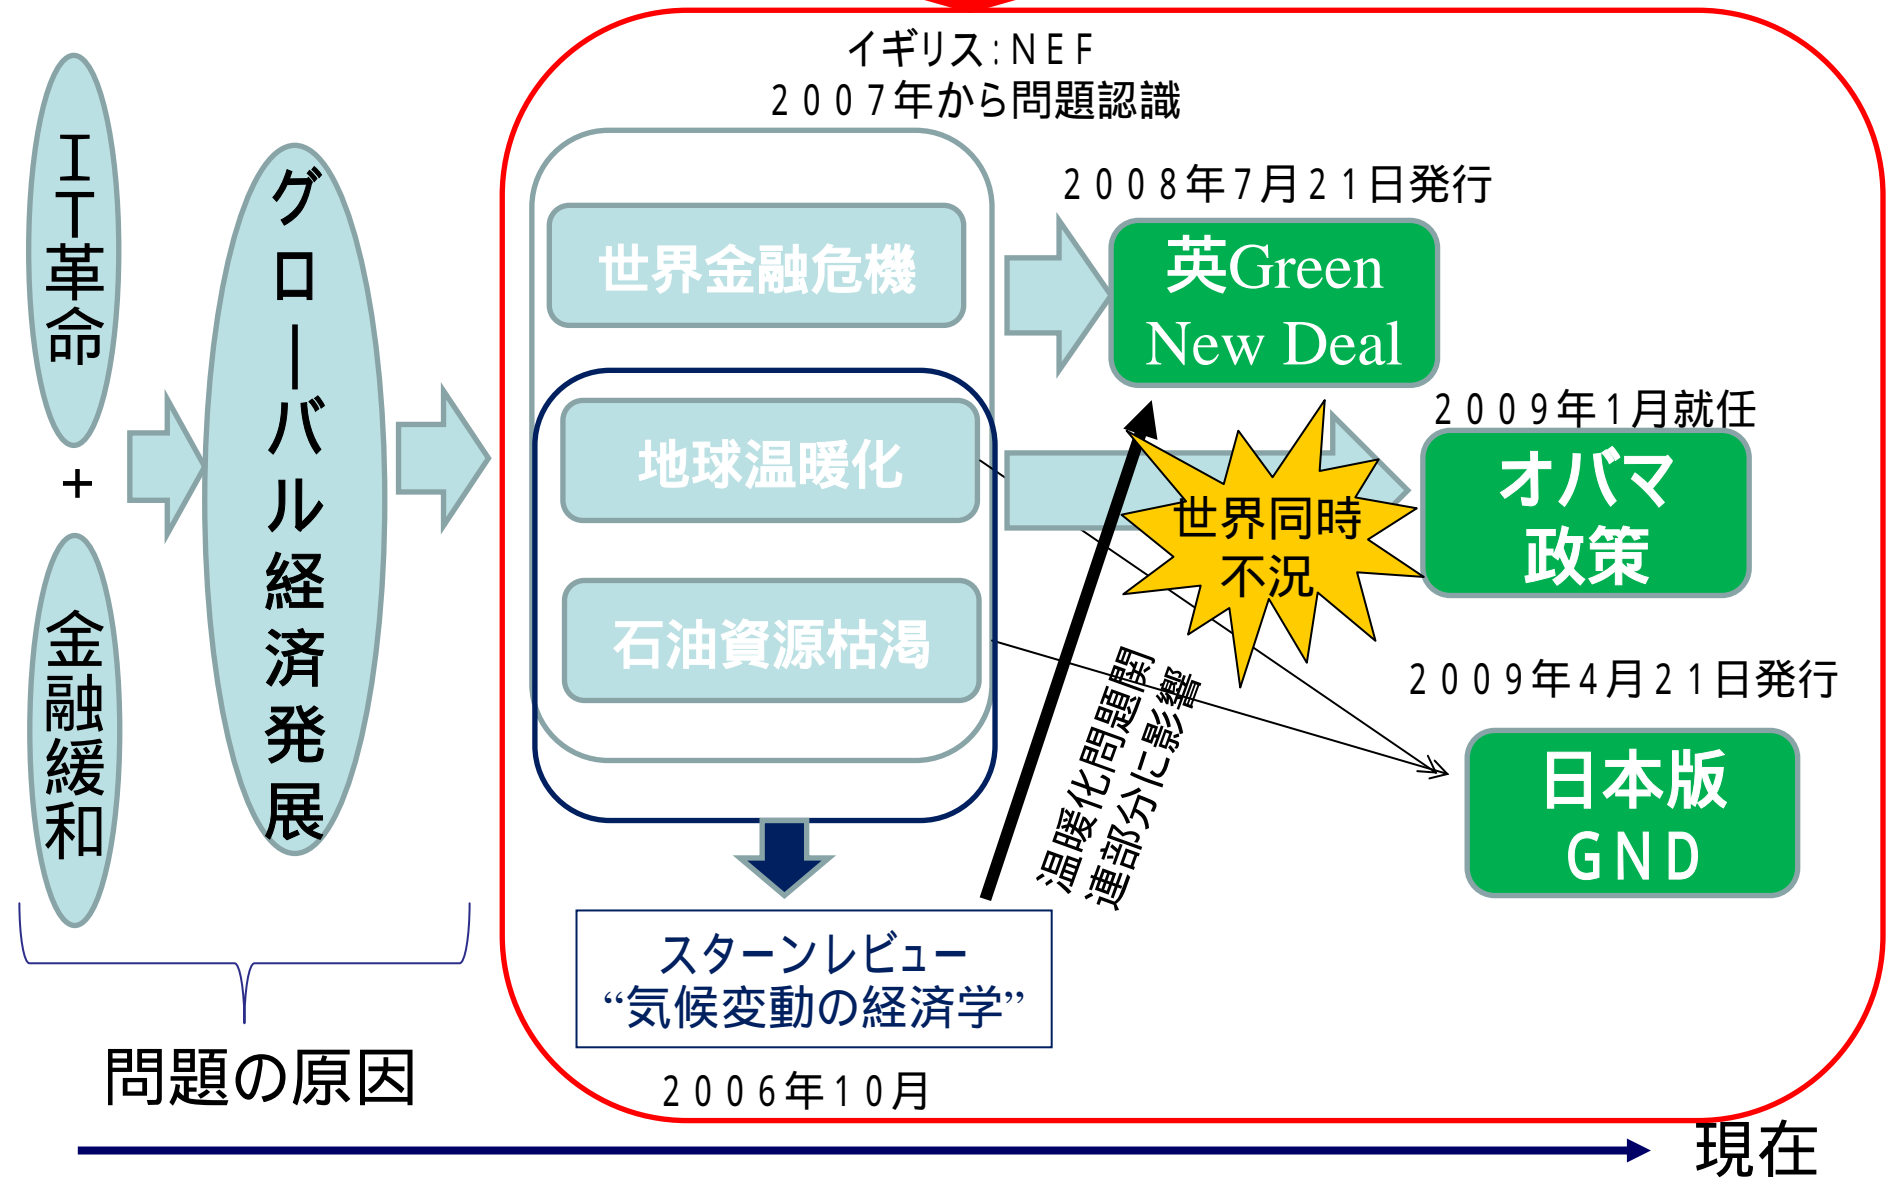 イギリス:NEF
2007年から問題認識
IT革命
+
金融緩和
グローバル経済発展
世界金融危機
地球温暖化
石油資源枯渇
2008年7月21日発行
英Green
New Deal
2009年1月就任
オバマ
政策
世界同時
不況
2009年4月21日発行
日本版
GND
温暖化問題関
連部分に影響
スターンレビュー
“気候変動の経済学”
2006年10月
問題の原因
現在